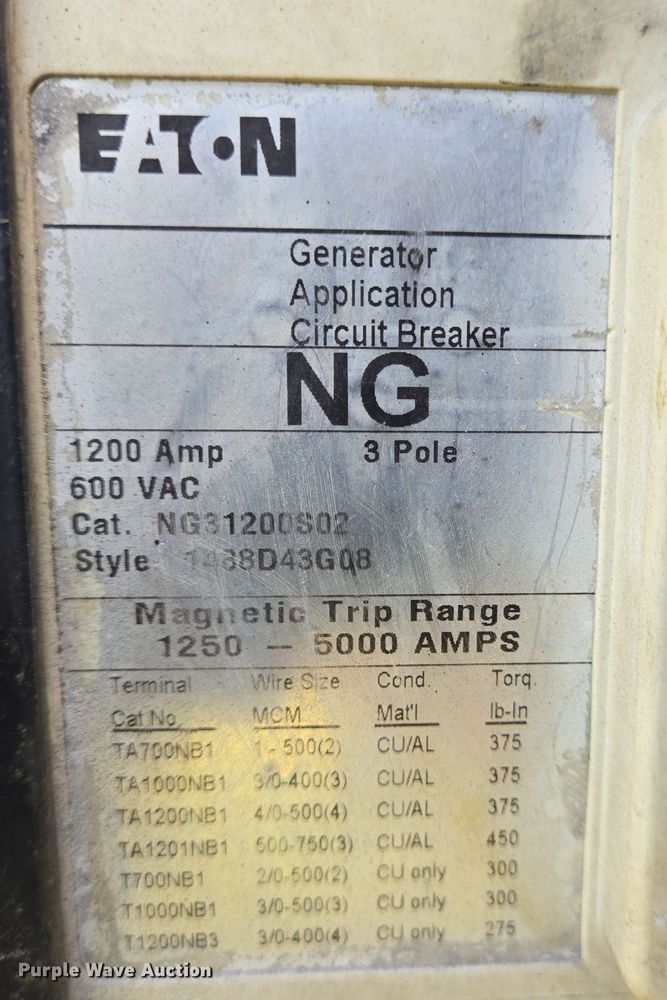 EATON
Generator
Application
Circuit Breaker
NG
1200 Amp 3 Pole
600 VAC
Cat. NG31200S02
Style D43G08
Magnetic Trip Range
1250 – 5000 AMPS
Terminal Wire Size Cond. Torq.
Cat No. MCM Mat'l lb-In
TA700NB1 1 - 500(2) CU/AL 375
TA1000NB1 3/0-400(3) CU/AL 375
TA1200NB1 4/0-500(4) CU/AL 375
TA1201NB1 500-750(3) CU/AL 450
T700NB1 2/0-500(2) CU only 300
T1000NB1 3/0-500(3) CU only 300
T1200NB3 3/0-400(4) CU only 275
Purple Wave Auction